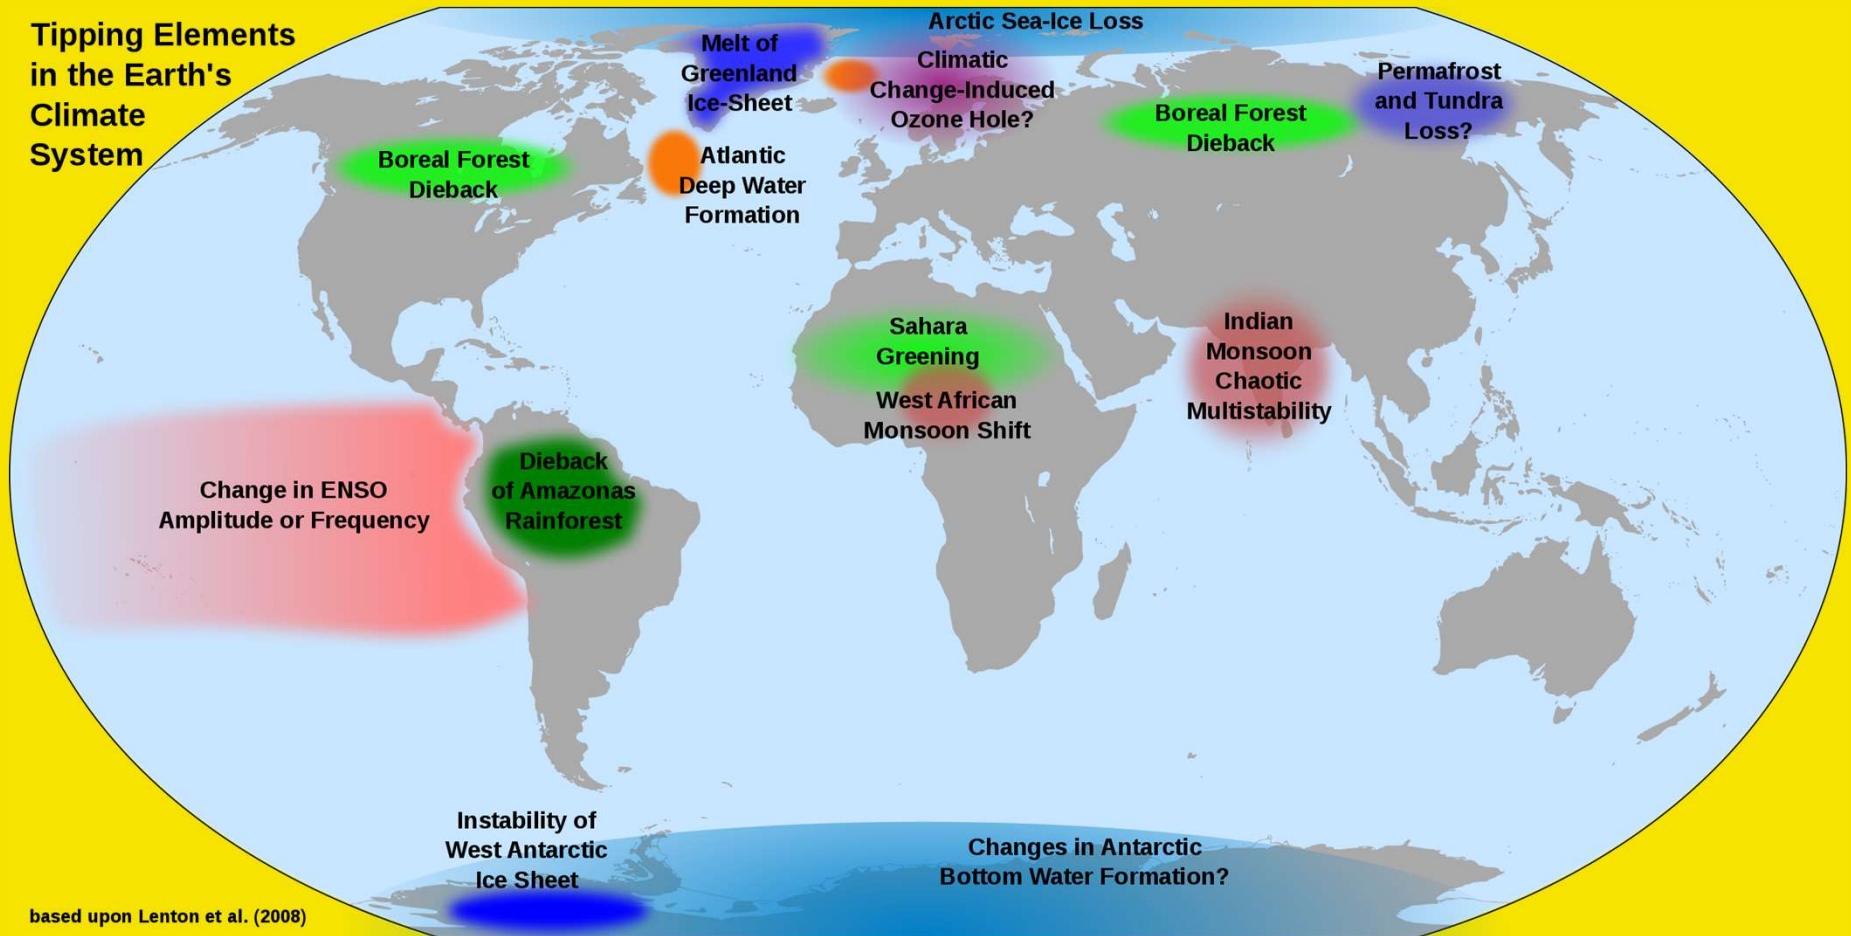 Tipping Elements
in the Earth's
Climate
System
Arctic Sea-Ice Loss
Melt of
Greenland
Ice-Sheet
Climatic
Change-Induced
Ozone Hole?
Boreal Forest
Dieback
Permafrost
and Tundra
Loss?
Boreal Forest
Dieback
Atlantic
Deep Water
Formation
Sahara
Greening
West African
Monsoon Shift
Indian
Monsoon
Chaotic
Multistability
Change in ENSO
Amplitude or Frequency
Dieback
of Amazonas
Rainforest
Instability of
West Antarctic
Ice Sheet
Changes in Antarctic
Bottom Water Formation?
based upon Lenton et al. (2008)